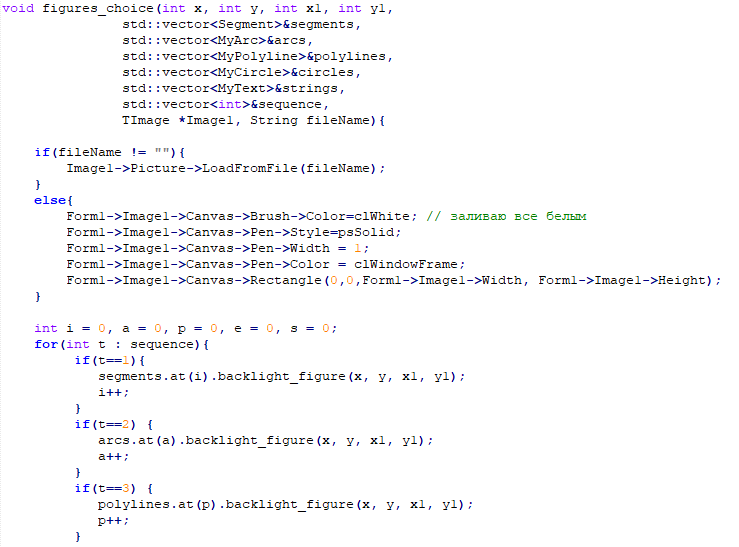 void figures_choice(int x, int y, int x1, int y1,
std::vector<Segment>&segments,
std::vector<MyArc>&arcs,
std::vector<MyPolyline>&polylines,
std::vector<MyCircle>&circles,
std::vector<MyText>&strings,
std::vector<int>&sequence,
TImage *Image1, String fileName){
if(fileName != ""){
Image1->Picture->LoadFromFile(fileName);
}
else{
Form1->Image1->Canvas->Brush->Color=clWhite; // заливаю все белым
Form1->Image1->Canvas->Pen->Style=psSolid;
Form1->Image1->Canvas->Pen->Width = 1;
Form1->Image1->Canvas->Pen->Color = clWindowFrame;
Form1->Image1->Canvas->Rectangle(0,0,Form1->Image1->Width, Form1->Image1->Height);
}
int i = 0, a = 0, p = 0, e = 0, s = 0;
for(int t : sequence){
if(t==1){
segments.at(i).backlight_figure(x, y, x1, y1);
i++;
}
if(t==2) {
arcs.at(a).backlight_figure(x, y, x1, y1);
a++;
}
if(t==3) {
polylines.at(p).backlight_figure(x, y, x1, y1);
p++;
}